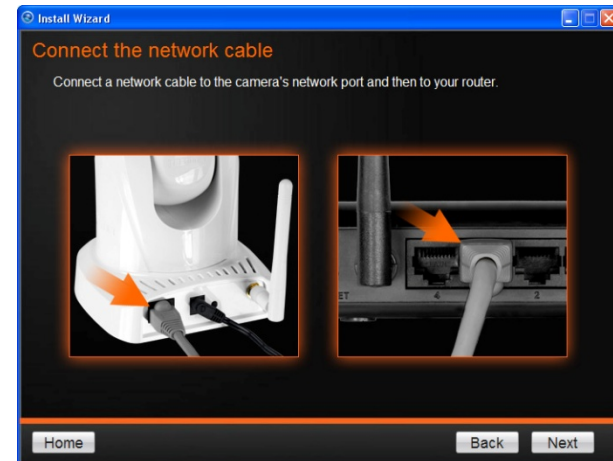 Install Wizard
Connect the network cable
Connect a network cable to the camera's network port and then to your router.
ET
4
2
Home
Back
Next